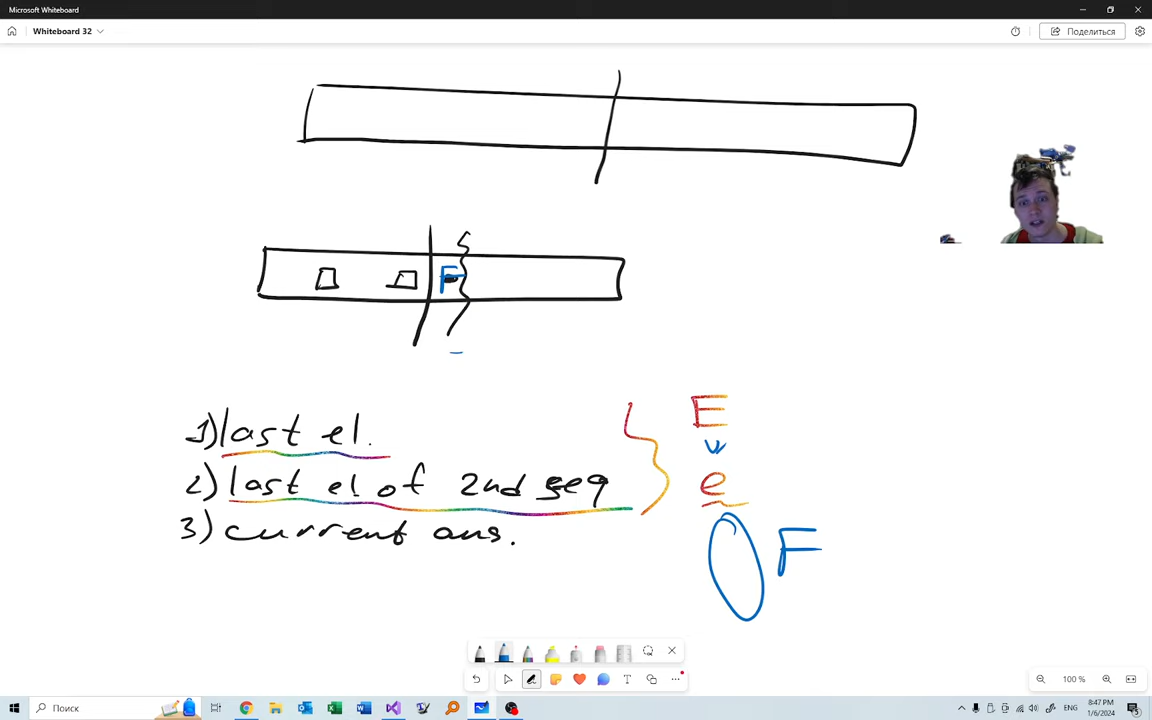 Microsoft Whiteboard
Whiteboard 32
Поделиться
F
1) last el.
2) last el of 2nd seq
3) current ans.
E
e
F
100 %
Поиск
ENG
8:47 PM
1/6/2024
5